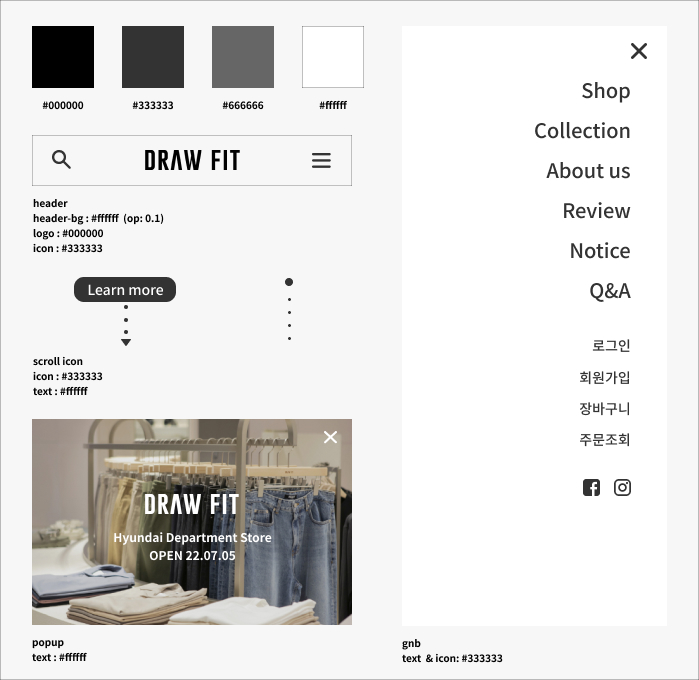 #000000
#333333
#666666
#ffffff
DRAW FIT
header
header-bg : #ffffff (op: 0.1)
logo : #000000
icon : #333333
Learn more
scroll icon
icon : #333333
text : #ffffff
DRAW FIT
Hyundai Department Store
OPEN 22.07.05
popup
text : #ffffff
Shop
Collection
About us
Review
Notice
Q&A
로그인
회원가입
장바구니
주문조회
gnb
text & icon: #333333